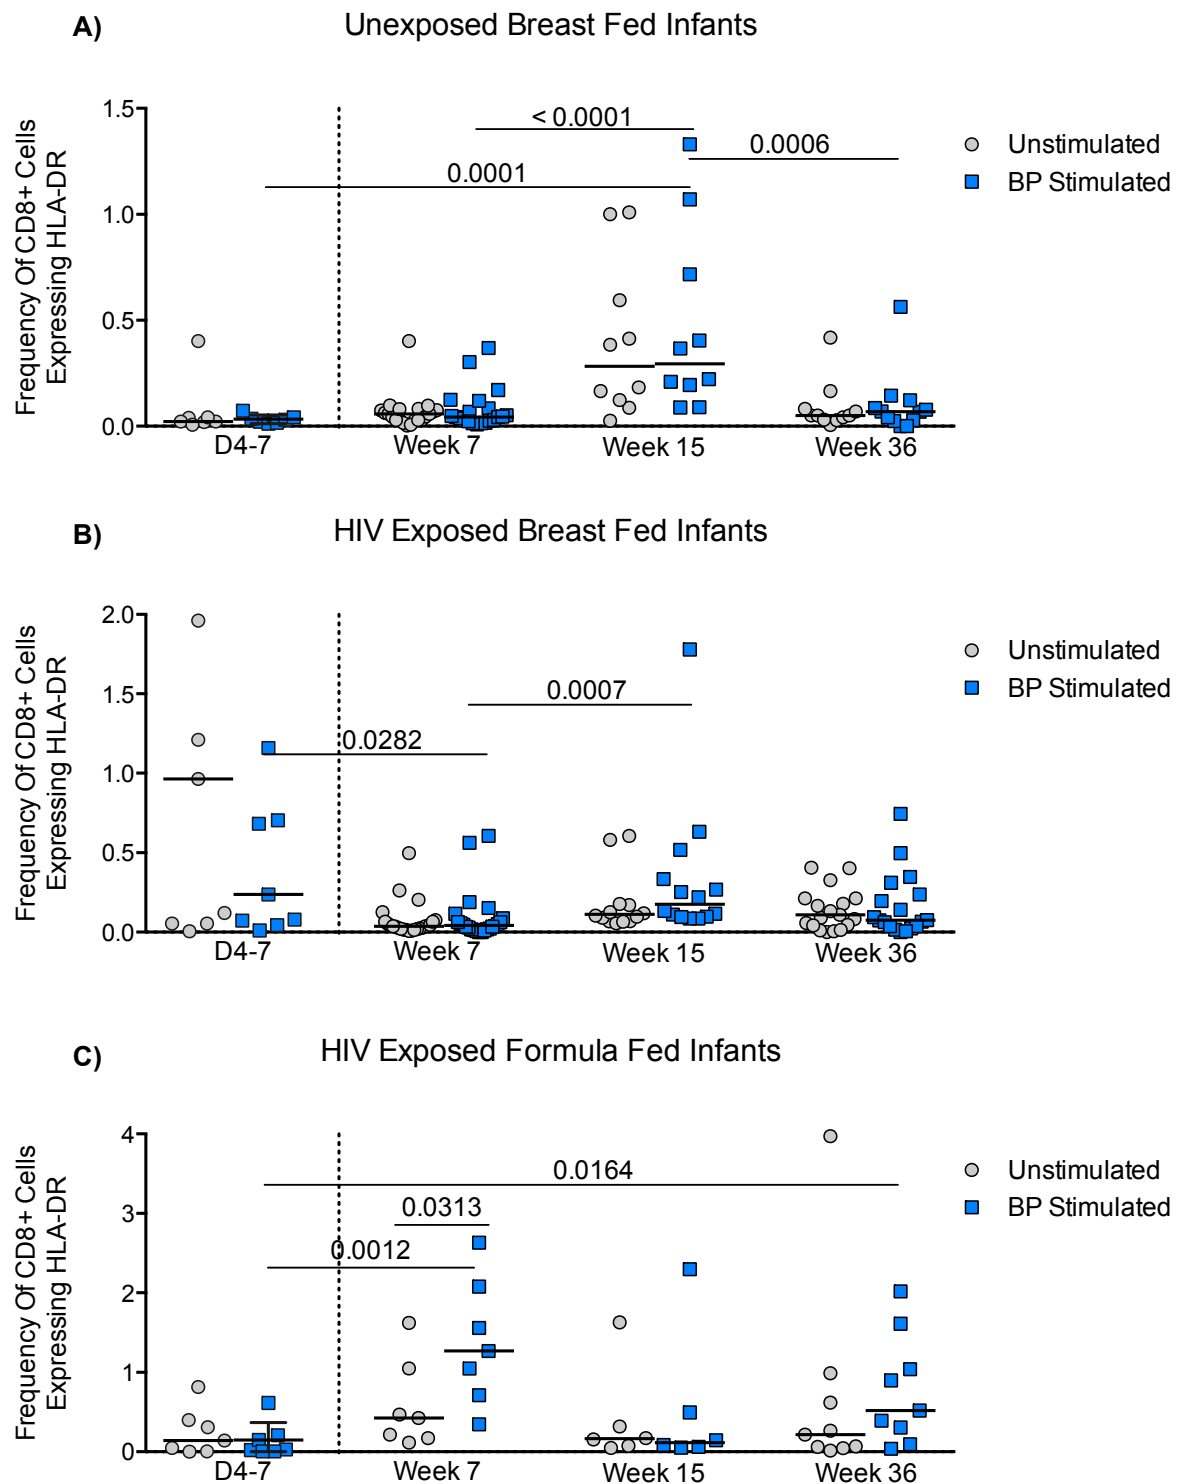 A)
Unexposed Breast Fed Infants
Frequency Of CD8+ Cells
Expressing HLA-DR
1.5
1.0
0.5
0.0
< 0.0001
0.0001
0.0006
Unstimulated
BP Stimulated
D4-7
Week 7
Week 15
Week 36
B)
HIV Exposed Breast Fed Infants
Frequency Of CD8+ Cells
Expressing HLA-DR
2.0
1.5
1.0
0.5
0.0
0.0007
0.0282
Unstimulated
BP Stimulated
D4-7
Week 7
Week 15
Week 36
C)
HIV Exposed Formula Fed Infants
Frequency Of CD8+ Cells
Expressing HLA-DR
4
3
2
1
0
0.0164
0.0313
0.0012
Unstimulated
BP Stimulated
D4-7
Week 7
Week 15
Week 36